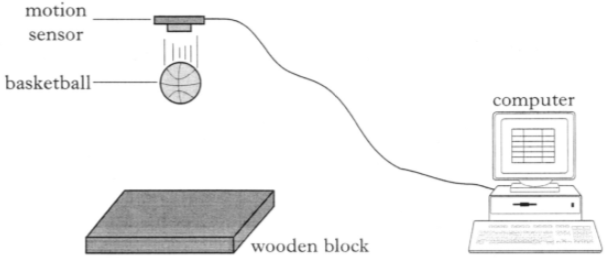 motion
sensor
basketball
computer
wooden block